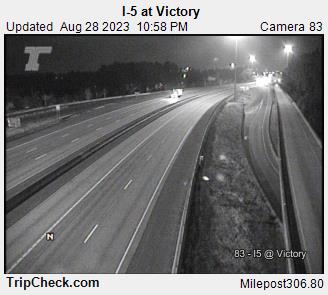 I-5 at Victory
Updated Aug 28 2023 10:58 PM Camera 83
T
N
83 - I5 @ Victory
TripCheck.com Milepost306.80